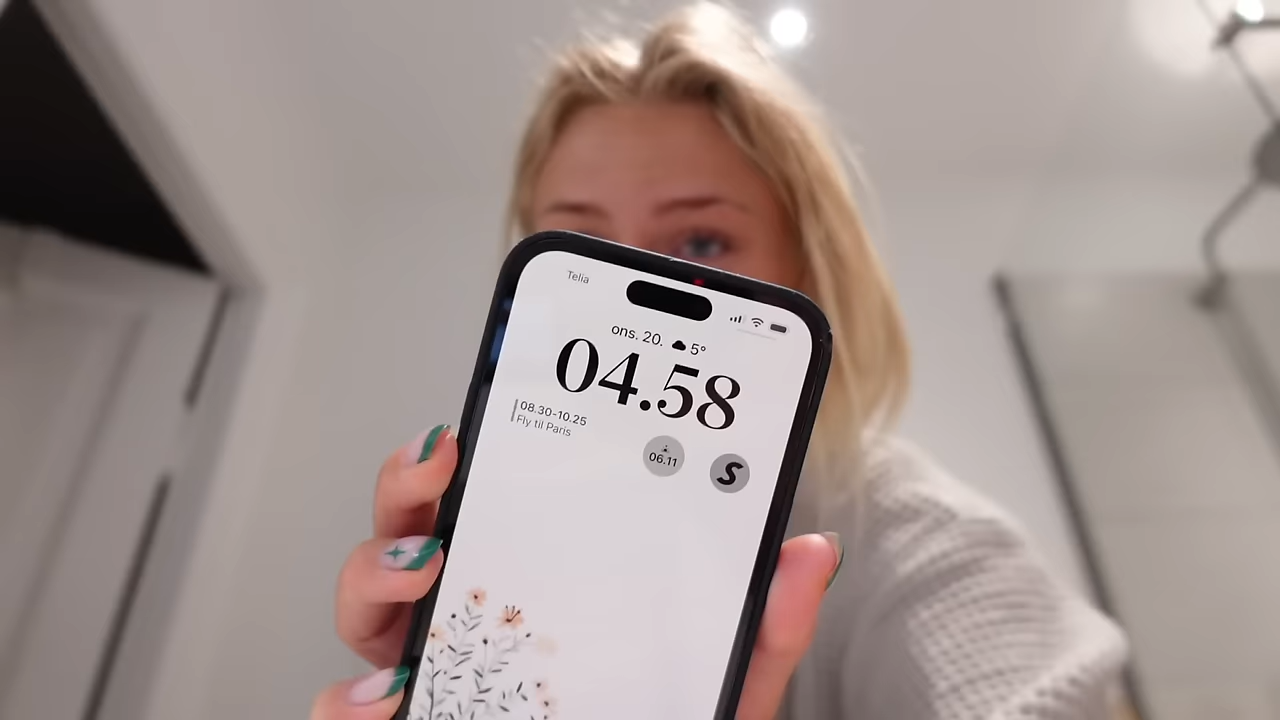 Telia
ons. 20. 5°
04.58
08.30–10.25
Fly til Paris
06.11
S